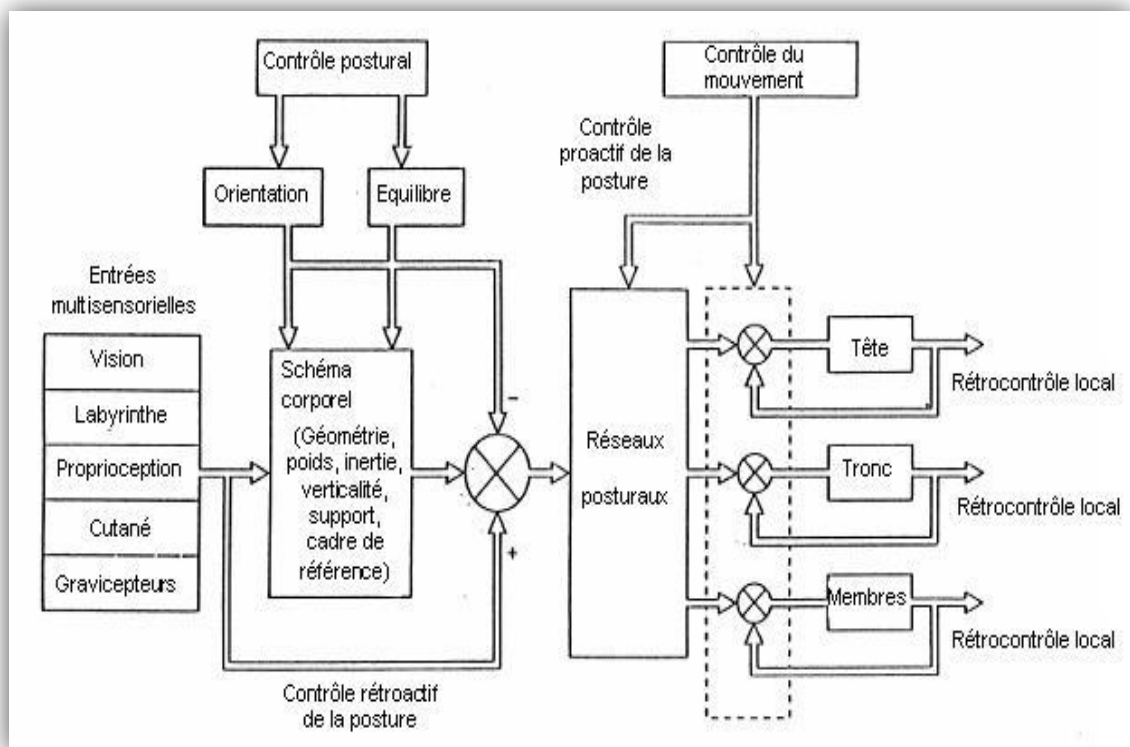 Contrôle postural
Contrôle du
mouvement
Contrôle
proactif de la
posture
Orientation
Equilibre
Entrées
multisensorielles
Vision
Labyrinthe
Proprioception
Cutané
Gravicepteurs
Schéma
corporel
(Géométrie,
poids, inertie,
verticalité,
support,
cadre de
référence)
−
+
Réseaux
posturaux
Tête
Rétrocontrôle local
Tronc
Rétrocontrôle local
Membres
Rétrocontrôle local
Contrôle rétroactif
de la posture